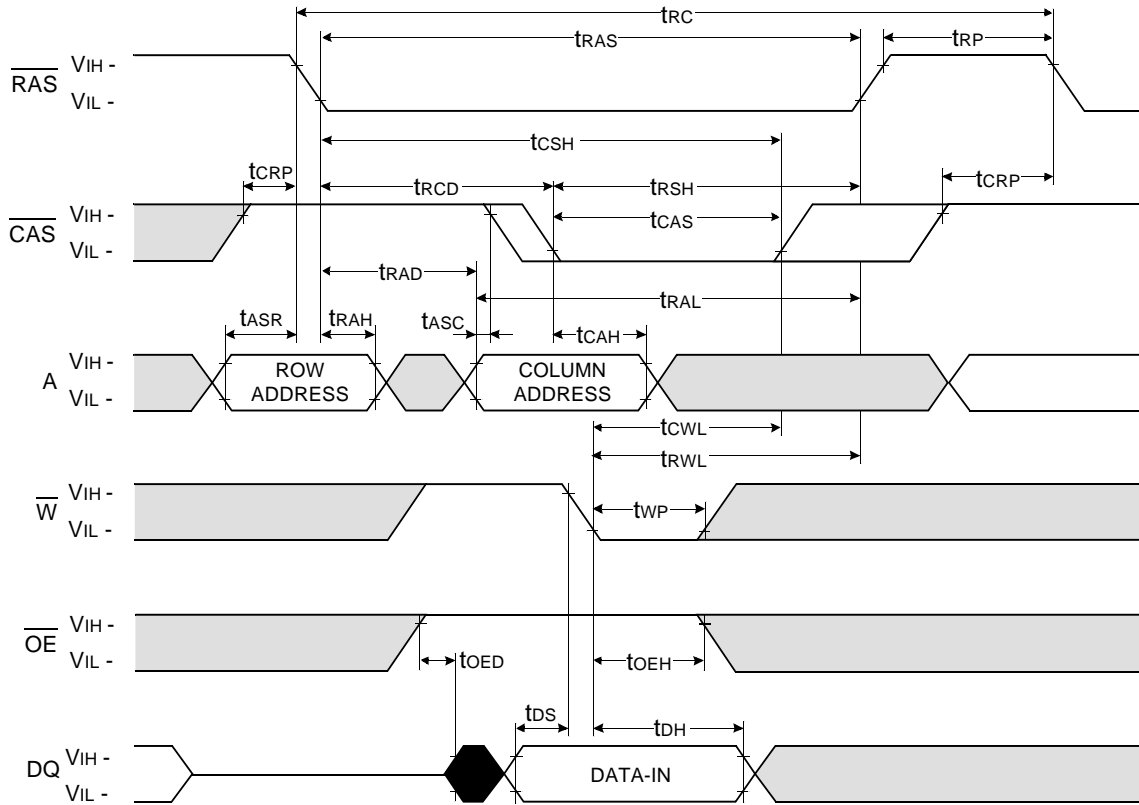 tRC
tRAS
tRP
RAS
VIH -
VIL -
tCSH
tCRP
tRCD
tRSH
tCRP
CAS
VIH -
VIL -
tCAS
tRAD
tRAL
tASR
tRAH
tASC
tCAH
A
VIH -
VIL -
ROW
ADDRESS
COLUMN
ADDRESS
tCWL
tRWL
W
VIH -
VIL -
tWP
OE
VIH -
VIL -
tOED
tOEH
tDS
tDH
DQ
VIH -
VIL -
DATA-IN